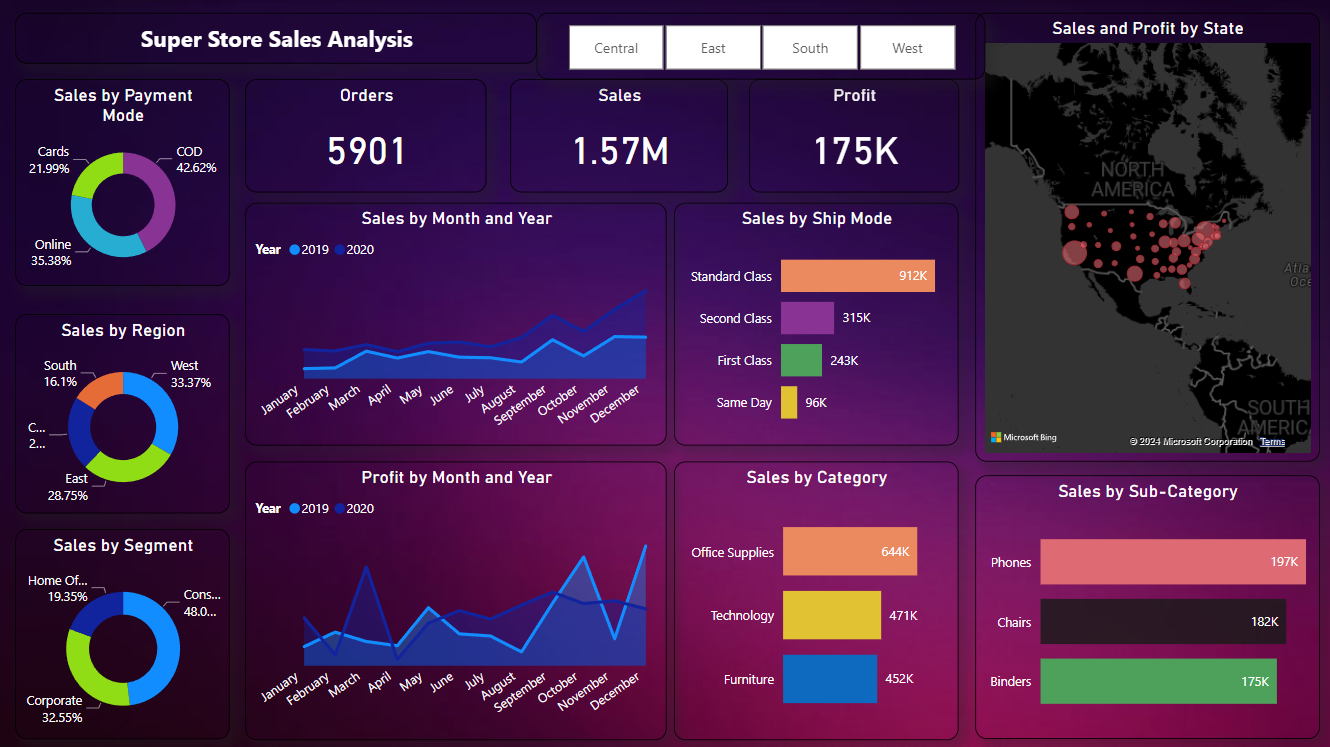 Super Store Sales Analysis
Central
East
South
West
Sales and Profit by State
Sales by Payment
Mode
Cards
21.99%
COD
42.62%
Online
35.38%
Orders
5901
Sales
1.57M
Profit
175K
NORTH
AMERICA
Atla
Oce
SOUTH
AMERIC
Microsoft Bing
© 2024 Microsoft Corporation Terms
Sales by Month and Year
Year 2019 2020
January
February
March
April
May
June
July
August
September
October
November
December
Sales by Ship Mode
Standard Class 912K
Second Class 315K
First Class 243K
Same Day 96K
Sales by Region
South
16.1%
West
33.37%
C...
2...
East
28.75%
Profit by Month and Year
Year 2019 2020
January
February
March
April
May
June
July
August
September
October
November
December
Sales by Category
Office Supplies 644K
Technology 471K
Furniture 452K
Sales by Sub-Category
Phones 197K
Chairs 182K
Binders 175K
Sales by Segment
Home Of...
19.35%
Cons...
48.0...
Corporate
32.55%